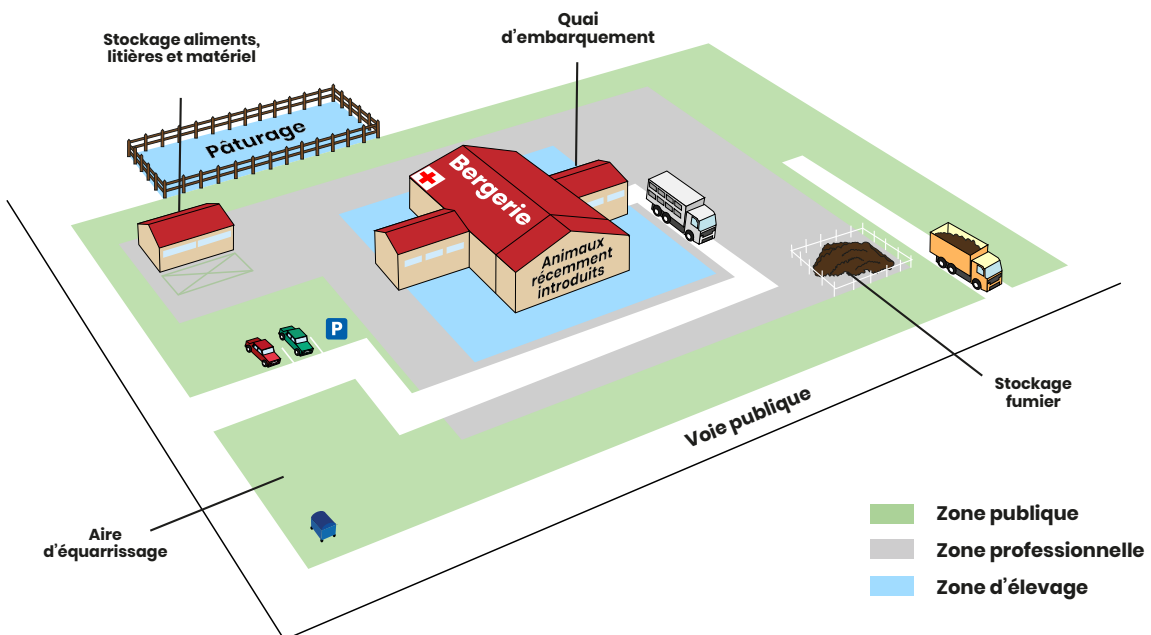 Quai
d'embarquement
Stockage aliments,
litières et matériel
Pâturage
Bergerie
Animaux
récemment
introduits
P
Stockage
fumier
Voie publique
Aire
d'équarrissage
Zone publique
Zone professionnelle
Zone d'élevage